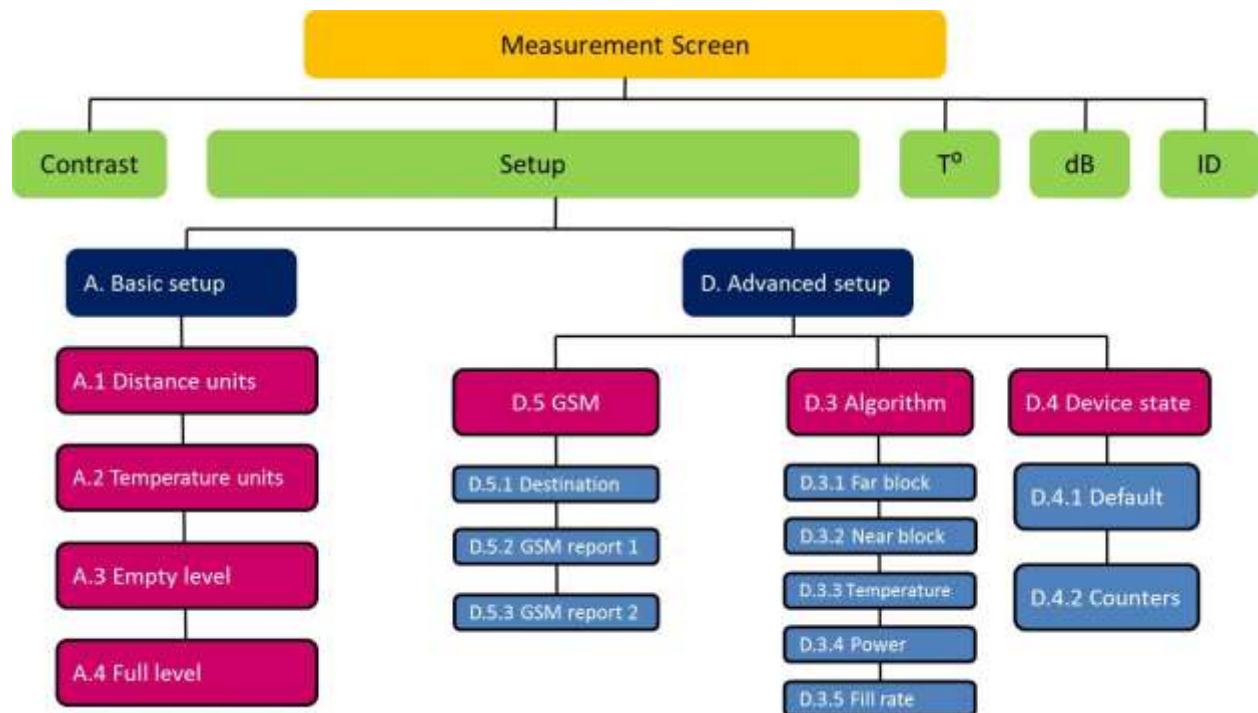 Measurement Screen
Contrast
Setup
T°
dB
ID
A. Basic setup
D. Advanced setup
A.1 Distance units
A.2 Temperature units
A.3 Empty level
A.4 Full level
D.5 GSM
D.5.1 Destination
D.5.2 GSM report 1
D.5.3 GSM report 2
D.3 Algorithm
D.3.1 Far block
D.3.2 Near block
D.3.3 Temperature
D.3.4 Power
D.3.5 Fill rate
D.4 Device state
D.4.1 Default
D.4.2 Counters